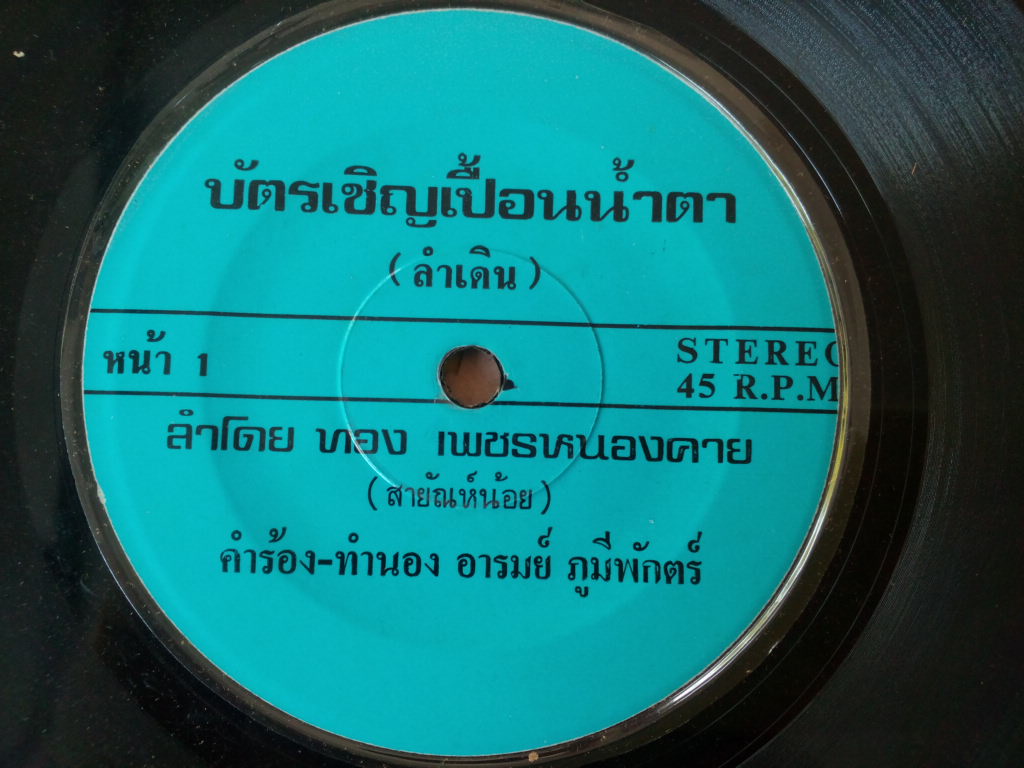 บัตรเชิญเปื้อนน้ำตา
(ลำเดิน)
หน้า 1
STEREO
45 R.P.M
ลำโดย ทอง เพชรหนองคาย
(สายัณห์น้อย)
คำร้อง-ทำนอง อารมย์ ภูมีพักตร์